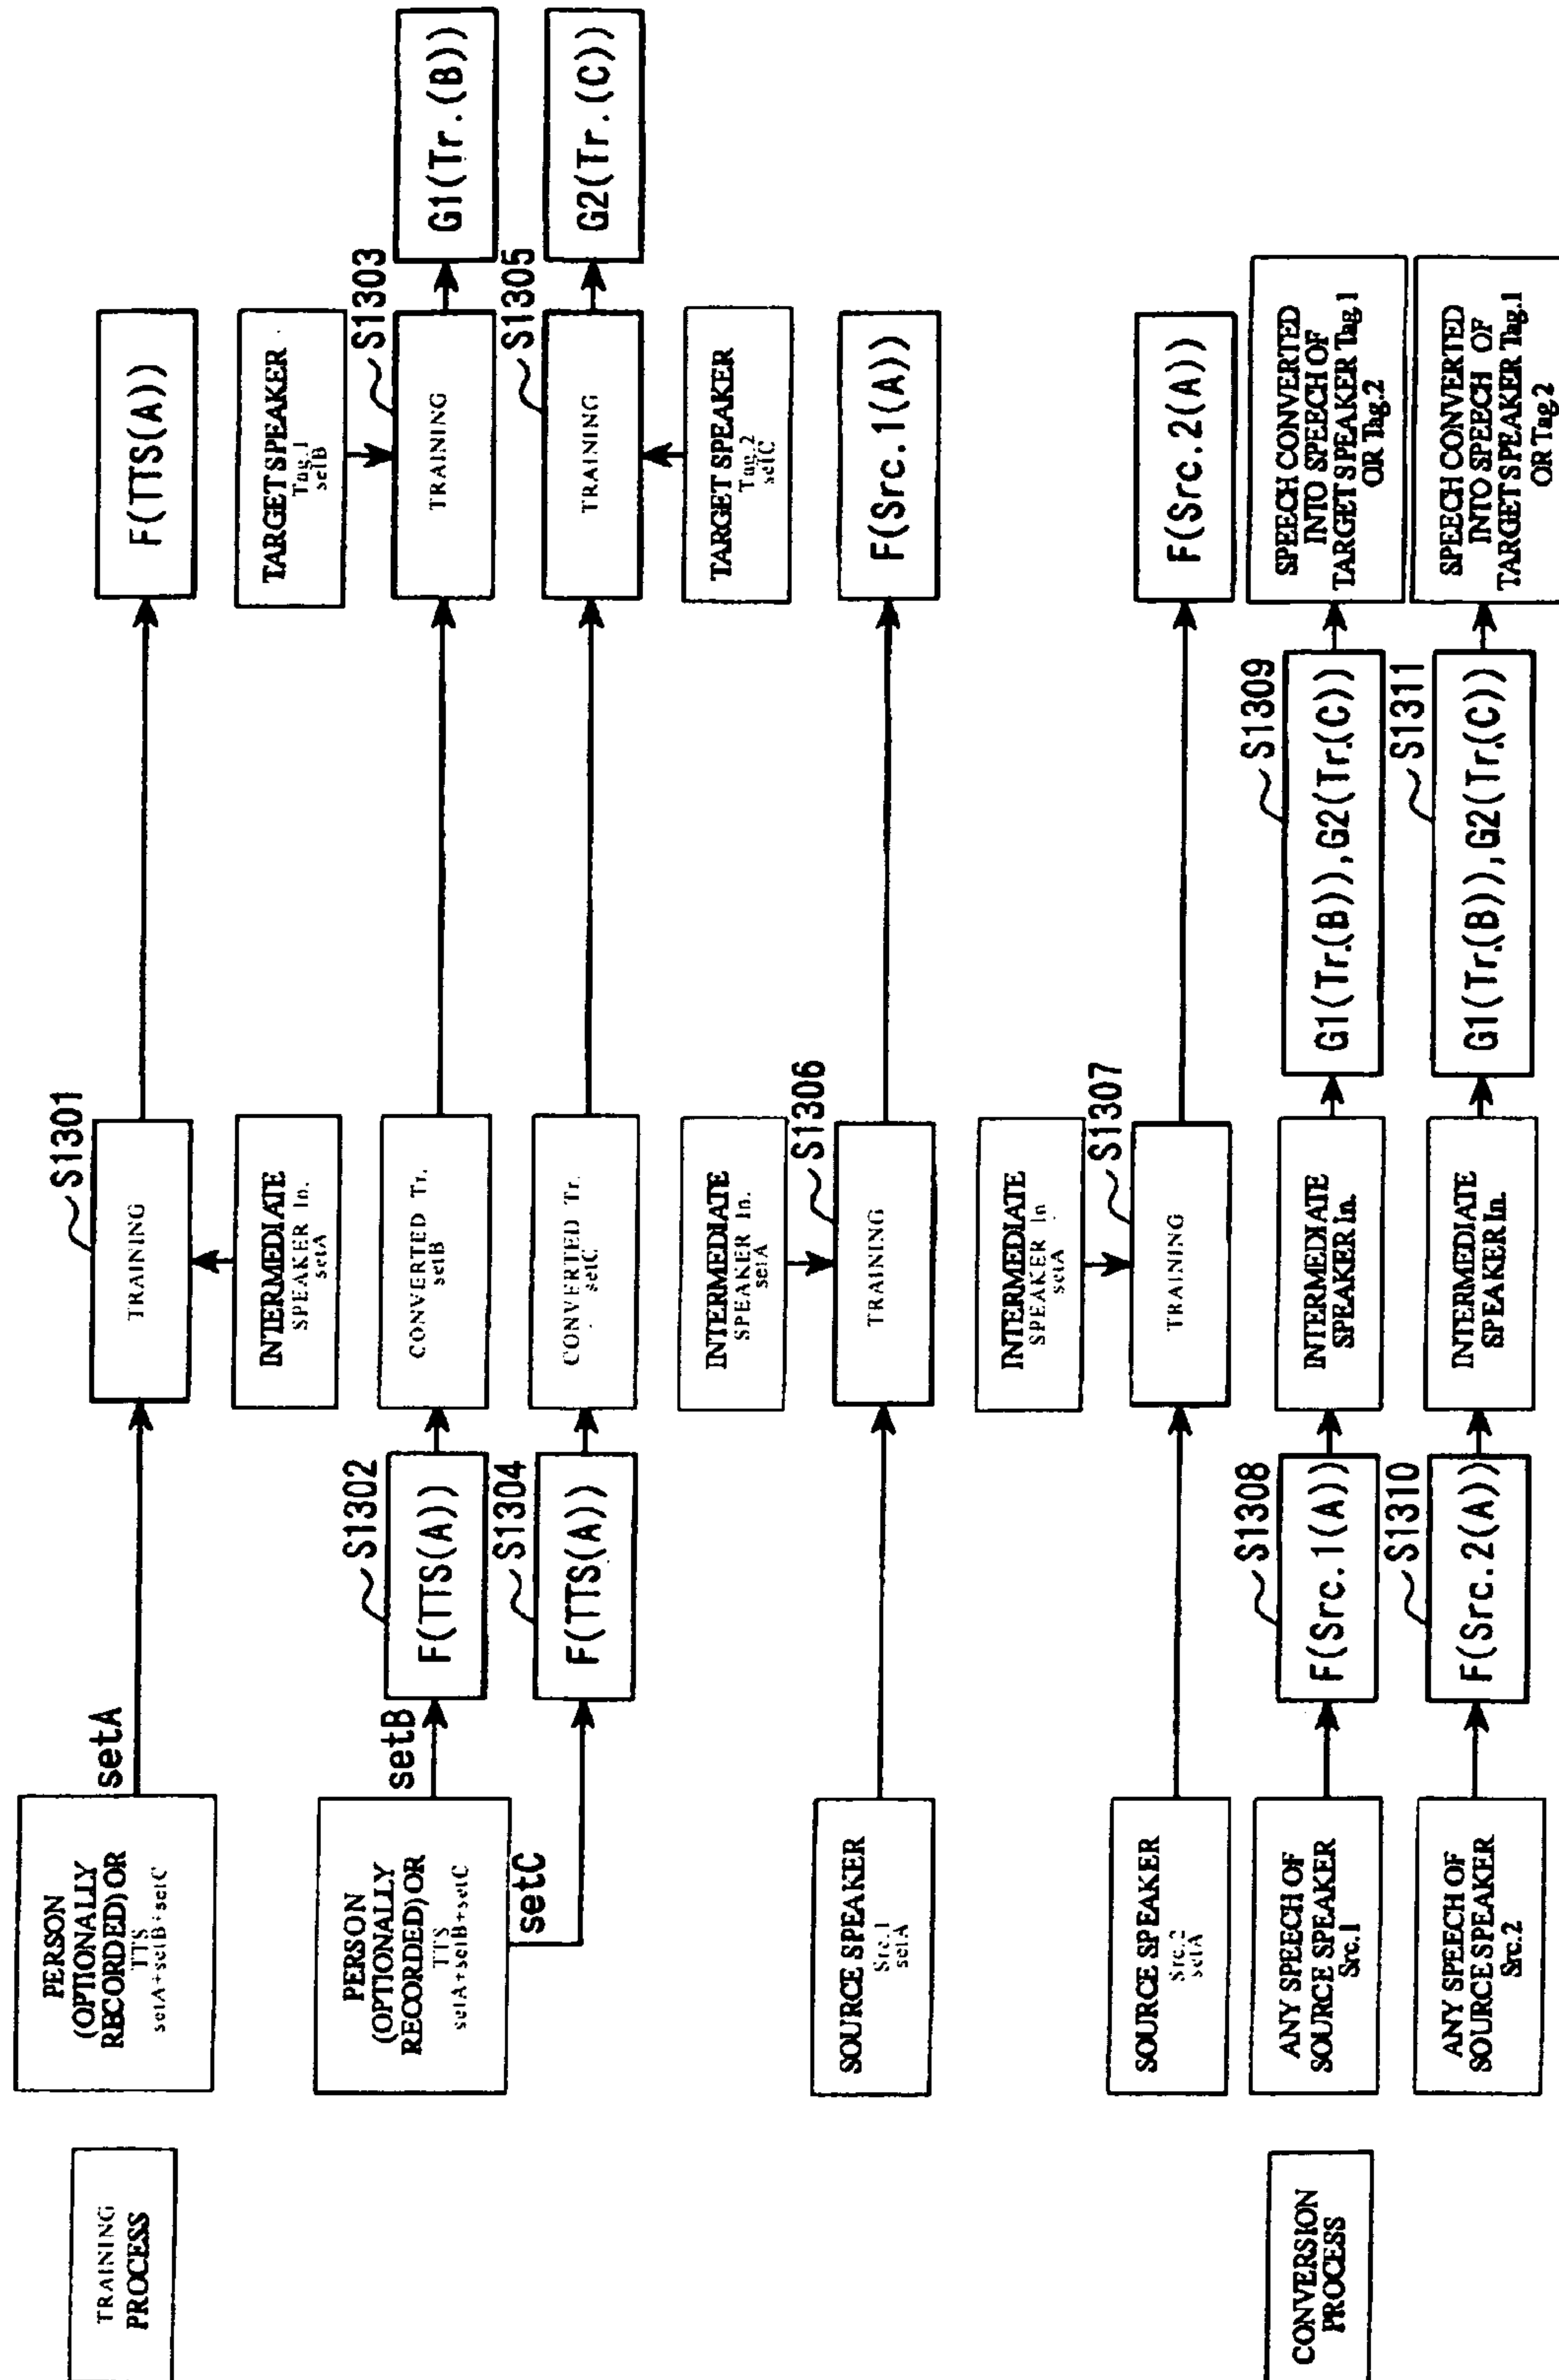 TRAINING
PROCESS
PERSON
(OPTIONALLY
RECORDED) OR
TTS
setA+setB+setC
setA
S1301
TRAINING
INTERMEDIATE
SPEAKER In.
setA
F(TTS(A))
PERSON
(OPTIONALLY
RECORDED) OR
TTS
setA+setB+setC
setB
setC
S1302
F(TTS(A))
S1304
F(TTS(A))
CONVERTED Tr.
setB
CONVERTED Tr.
setC
TARGET SPEAKER
Tag.1
setB
S1303
TRAINING
G1(Tr.(B))
S1305
TRAINING
G2(Tr.(C))
TARGET SPEAKER
Tag.2
setC
SOURCE SPEAKER
Src.1
setA
INTERMEDIATE
SPEAKER In.
setA
S1306
TRAINING
F(Src.1(A))
SOURCE SPEAKER
Src.2
setA
INTERMEDIATE
SPEAKER In
setA
S1307
TRAINING
F(Src.2(A))
CONVERSION
PROCESS
ANY SPEECH OF
SOURCE SPEAKER
Src.1
S1308
F(Src.1(A))
INTERMEDIATE
SPEAKER In.
S1309
G1(Tr.(B)),G2(Tr.(C))
SPEECH CONVERTED
INTO SPEECH OF
TARGET SPEAKER Tag.1
OR Tag.2
ANY SPEECH OF
SOURCE SPEAKER
Src.2
S1310
F(Src.2(A))
INTERMEDIATE
SPEAKER In.
S1311
G1(Tr.(B)),G2(Tr.(C))
SPEECH CONVERTED
INTO SPEECH OF
TARGET SPEAKER Tag.1
OR Tag.2